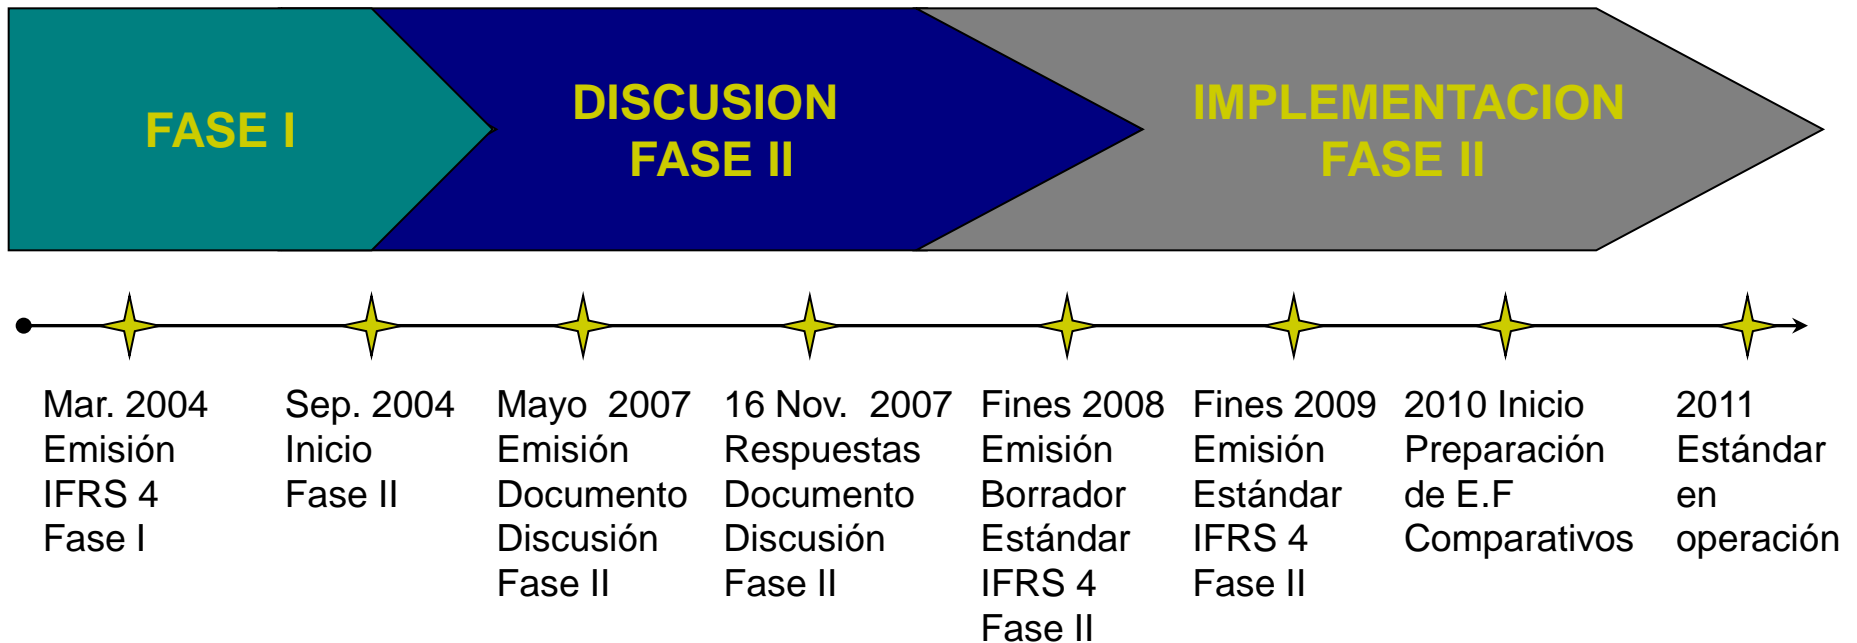 FASE I
DISCUSION
FASE II
IMPLEMENTACION
FASE II
Mar. 2004
Emisión
IFRS 4
Fase I
Sep. 2004
Inicio
Fase II
Mayo 2007
Emisión
Documento
Discusión
Fase II
16 Nov. 2007
Respuestas
Documento
Discusión
Fase II
Fines 2008
Emisión
Borrador
Estándar
IFRS 4
Fase II
Fines 2009
Emisión
Estándar
IFRS 4
Fase II
2010 Inicio
Preparación
de E.F
Comparativos
2011
Estándar
en
operación